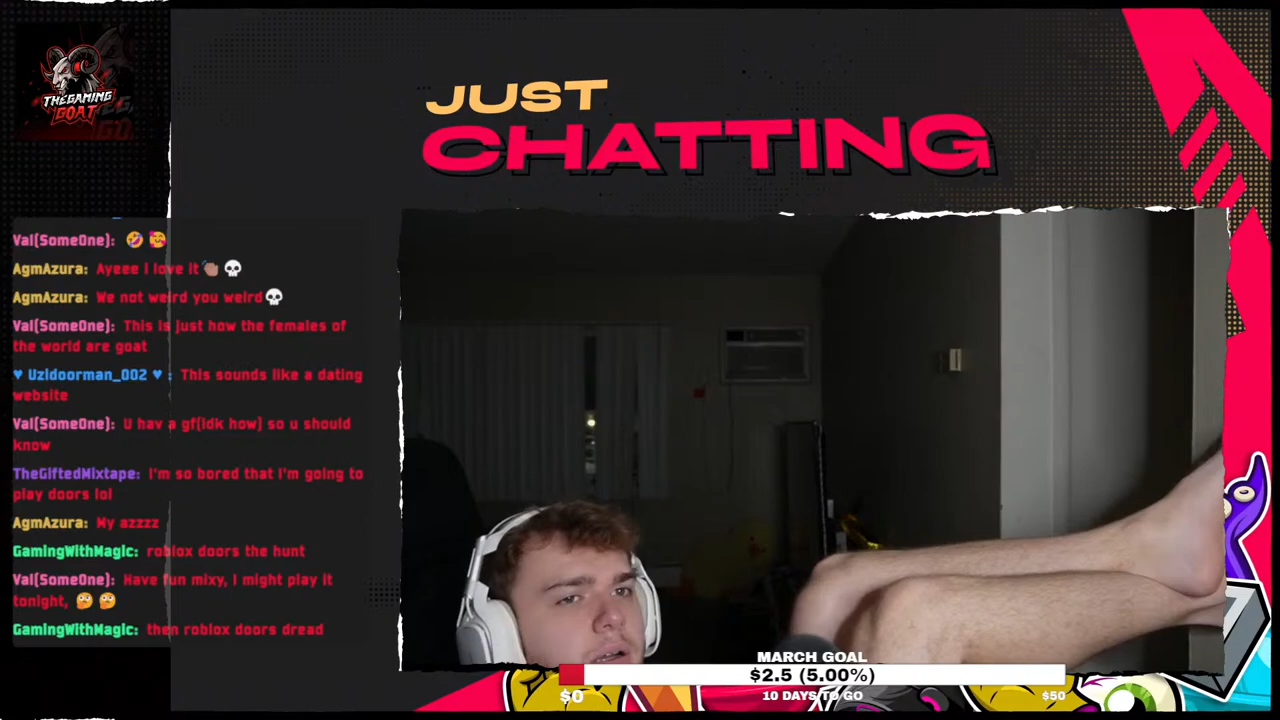 THEGAMING
GOAT
JUST
CHATTING
Val(SomeOne): 🤣 🥰
AgmAzura: Ayeee I love it👏🏽💀
AgmAzura: We not weird you weird💀
Val(SomeOne): This is just how the females of
the world are goat
♥ Uzidoorman_002 ♥ : This sounds like a dating
website
Val(SomeOne): U hav a gf(idk how) so u should
know
TheGiftedMixtape: I'm so bored that I'm going to
play doors lol
AgmAzura: My azzzz
GamingWithMagic: roblox doors the hunt
Val(SomeOne): Have fun mixy, I might play it
tonight, 🫣 🫣
GamingWithMagic: then roblox doors dread
MARCH GOAL
$2.5 (5.00%)
$0 10 DAYS TO GO $50